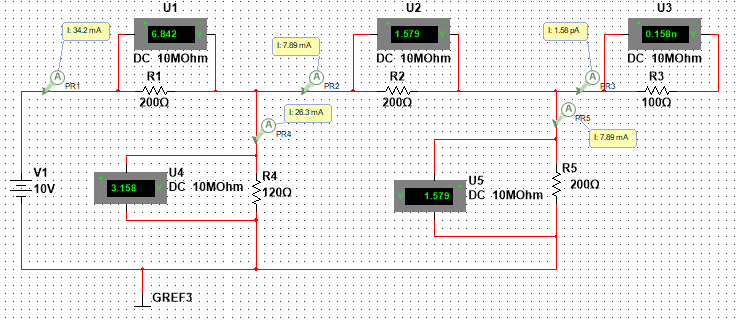 U1
U2
U3
I: 34.2 mA
6.842 V
I: 7.89 mA
1.579 V
I: 1.58 pA
0.158n V
DC 10MOhm
DC 10MOhm
DC 10MOhm
A
PR1
R1
200Ω
A
PR2
R2
200Ω
A
PR3
R3
100Ω
I: 26.3 mA
A
PR4
A
PR5
I: 7.89 mA
V1
10V
U4
3.158 V
DC 10MOhm
R4
120Ω
U5
V 1.579
DC 10MOhm
R5
200Ω
GREF3